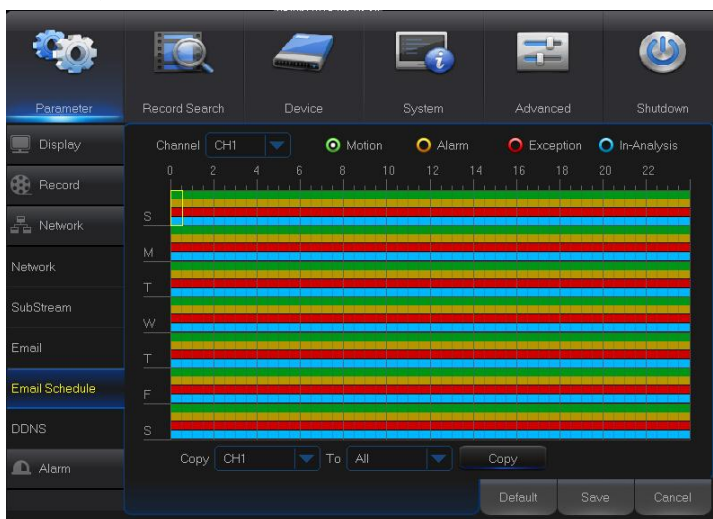 Parameter Record Search Device System Advanced Shutdown
Display
Record
Network
Network
SubStream
Email
Email Schedule
DDNS
Alarm
Channel CH1 Motion Alarm Exception In-Analysis
0 2 4 6 8 10 12 14 16 18 20 22
S
M
T
W
T
F
S
Copy CH1 To All Copy
Default Save Cancel